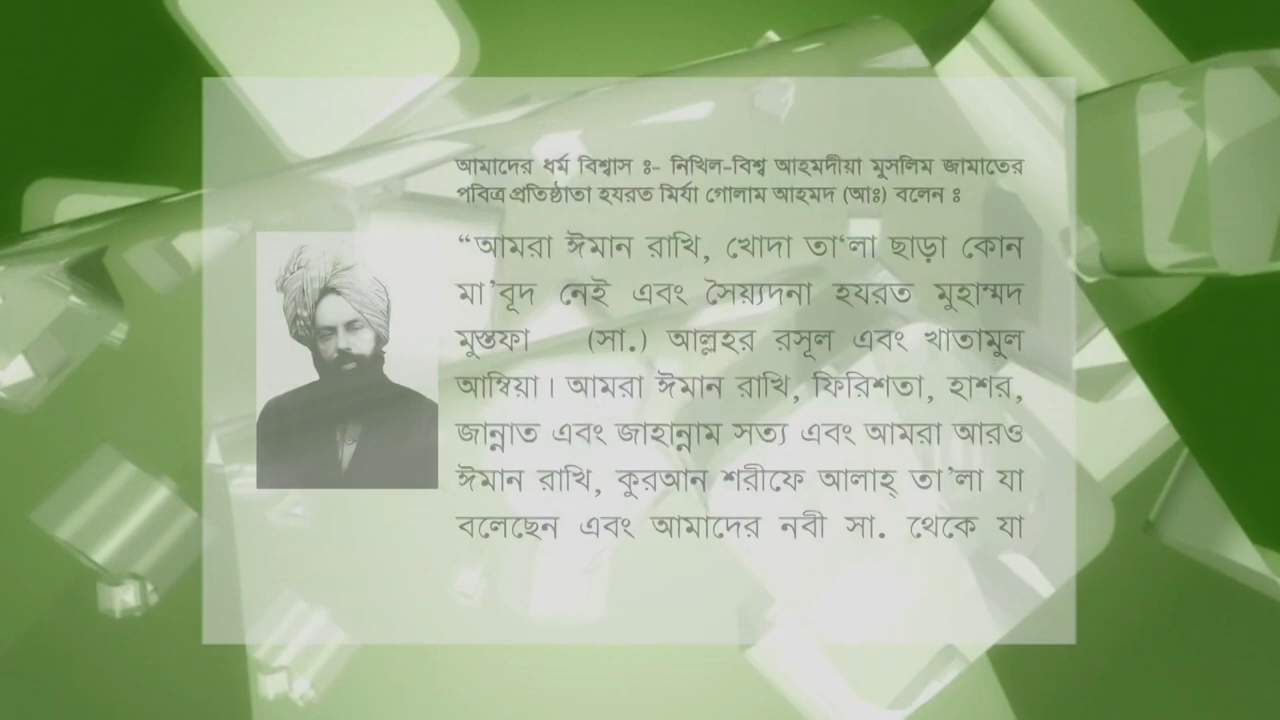 আমাদের ধর্ম বিশ্বাস ঃ- নিখিল-বিশ্ব আহমদীয়া মুসলিম জামাতের
পবিত্র প্রতিষ্ঠাতা হযরত মির্যা গোলাম আহমদ (আঃ) বলেন ঃ
“আমরা ঈমান রাখি, খোদা তা‘লা ছাড়া কোন
মা’বূদ নেই এবং সৈয়্যদনা হযরত মুহাম্মদ
মুস্তফা (সা.) আল্লহর রসূল এবং খাতামুল
আম্বিয়া। আমরা ঈমান রাখি, ফিরিশতা, হাশর,
জান্নাত এবং জাহান্নাম সত্য এবং আমরা আরও
ঈমান রাখি, কুরআন শরীফে আলাহ্ তা’লা যা
বলেছেন এবং আমাদের নবী সা. থেকে যা